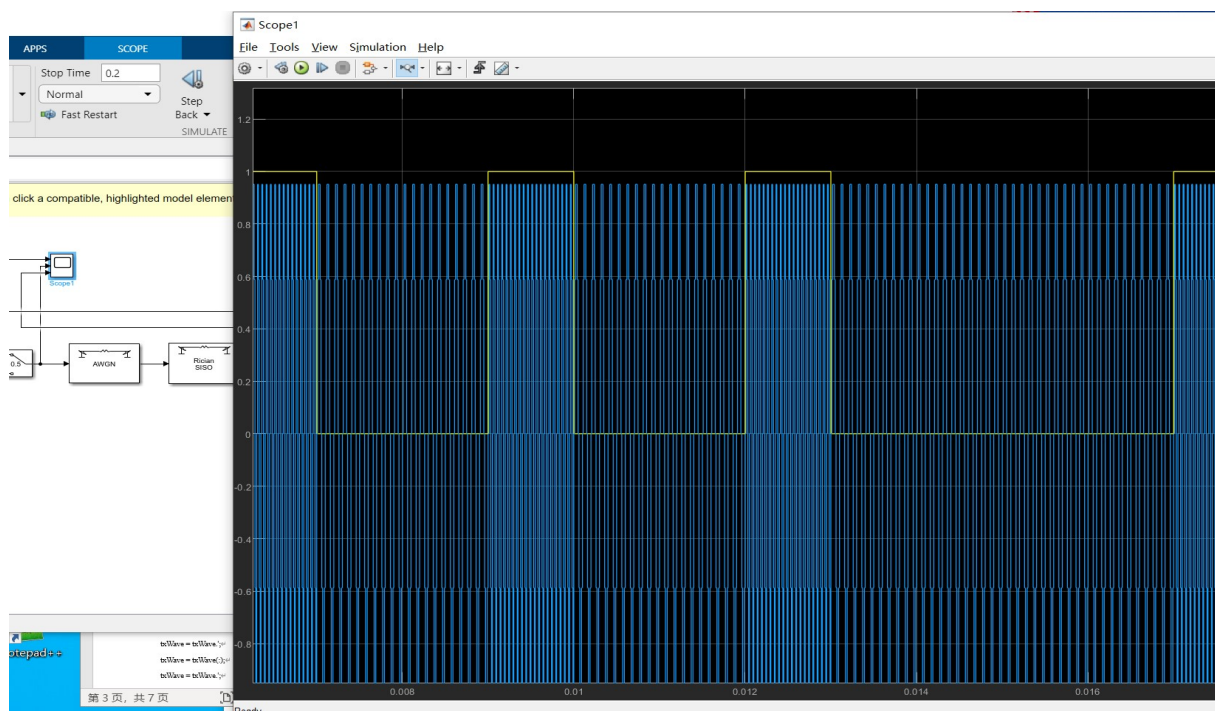 Scope1
File Tools View Simulation Help
APPS SCOPE
Stop Time 0.2
Normal
Fast Restart
Step
Back
SIMULATE
click a compatible, highlighted model elemen
Scope1
0.5
AWGN
Rician
SISO
1.2
1
0.8
0.6
0.4
0.2
0
-0.2
-0.4
-0.6
-0.8
0.008 0.01 0.012 0.014 0.016
otepad++
txWave = txWave.';
txWave = txWave(:);
txWave = txWave.';
第 3 页，共 7 页
Ready